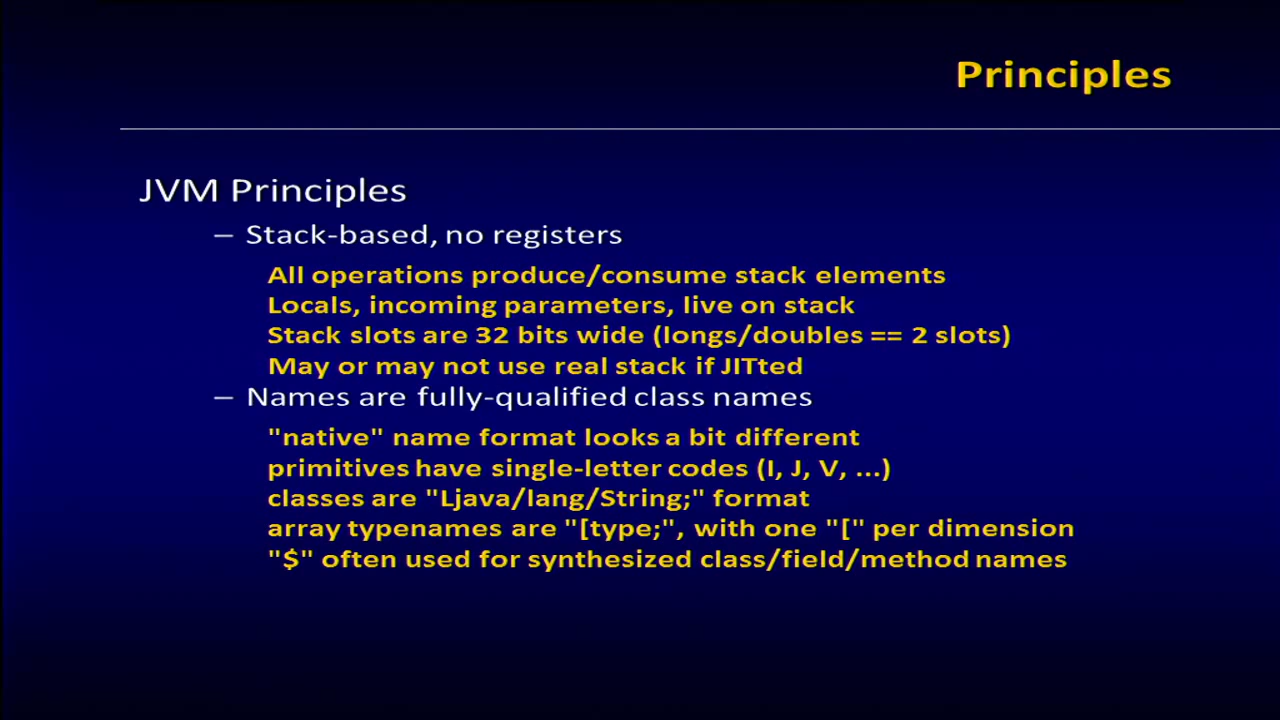 Principles
JVM Principles
– Stack-based, no registers
All operations produce/consume stack elements
Locals, incoming parameters, live on stack
Stack slots are 32 bits wide (longs/doubles == 2 slots)
May or may not use real stack if JITted
– Names are fully-qualified class names
"native" name format looks a bit different
primitives have single-letter codes (I, J, V, ...)
classes are "Ljava/lang/String;" format
array typenames are "[type;", with one "[" per dimension
"$" often used for synthesized class/field/method names